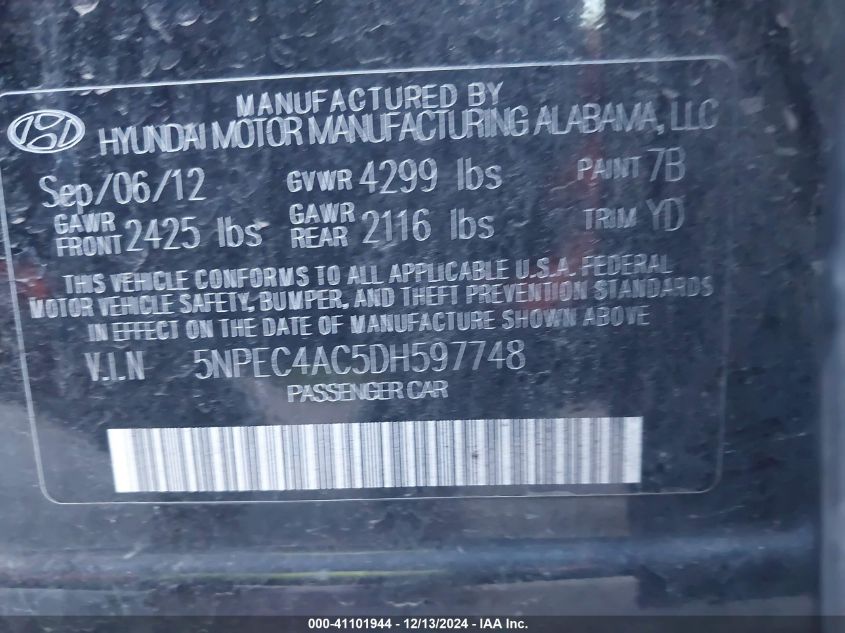 MANUFACTURED BY
HYUNDAI MOTOR MANUFACTURING ALABAMA, LLC
Sep/06/12 GVWR 4299 lbs PAINT 7B
GAWR FRONT 2425 lbs GAWR REAR 2116 lbs TRIM YD
THIS VEHICLE CONFORMS TO ALL APPLICABLE U.S.A. FEDERAL
MOTOR VEHICLE SAFETY, BUMPER, AND THEFT PREVENTION STANDARDS
IN EFFECT ON THE DATE OF MANUFACTURE SHOWN ABOVE
V.I.N 5NPEC4AC5DH597748
PASSENGER CAR
000-41101944 - 12/13/2024 - IAA Inc.